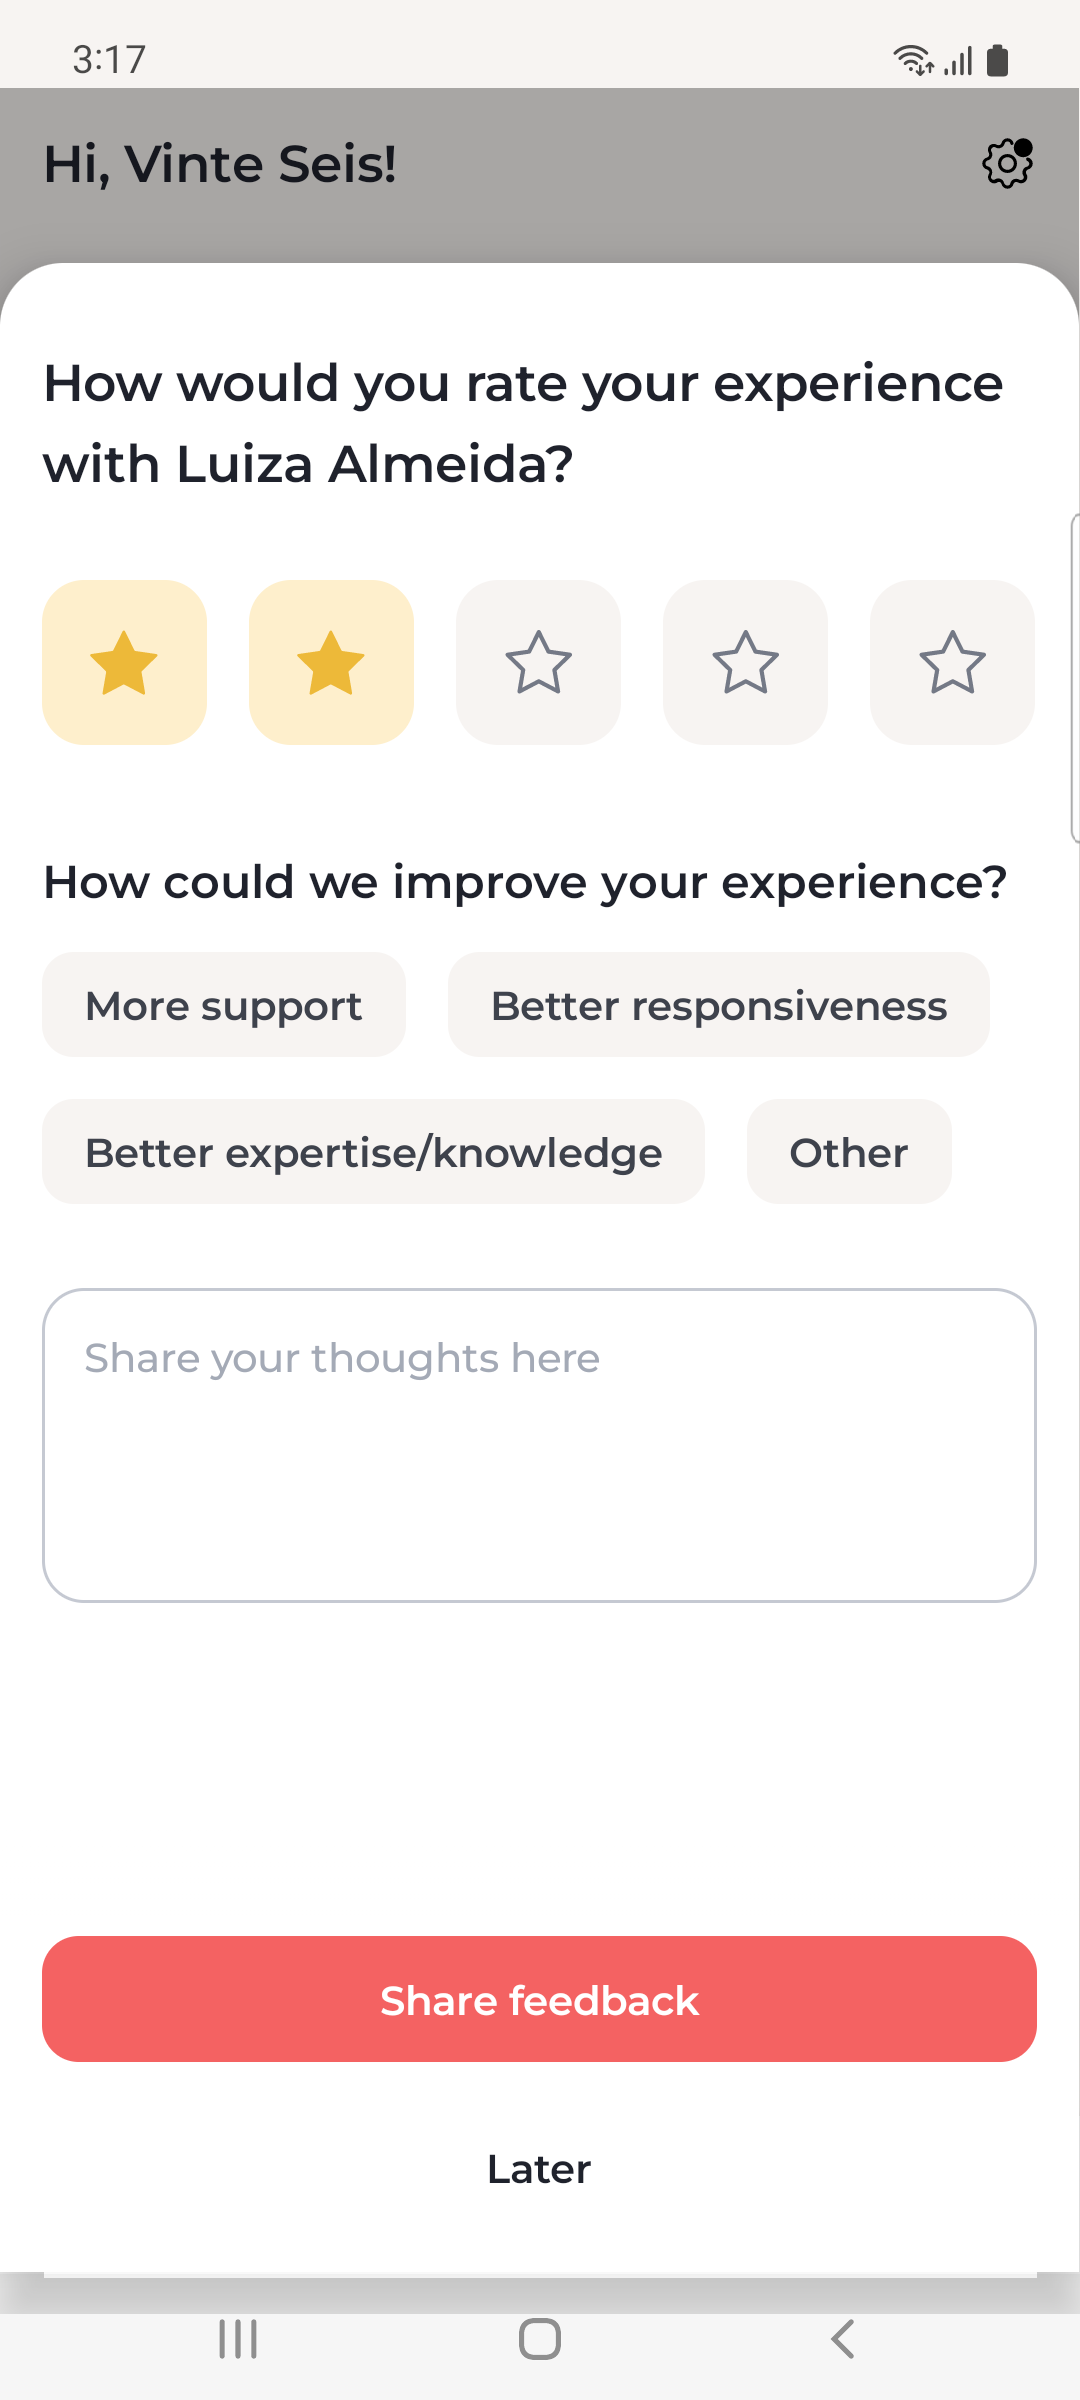 3:17
Hi, Vinte Seis!
How would you rate your experience
with Luiza Almeida?
How could we improve your experience?
More support
Better responsiveness
Better expertise/knowledge
Other
Share your thoughts here
Share feedback
Later